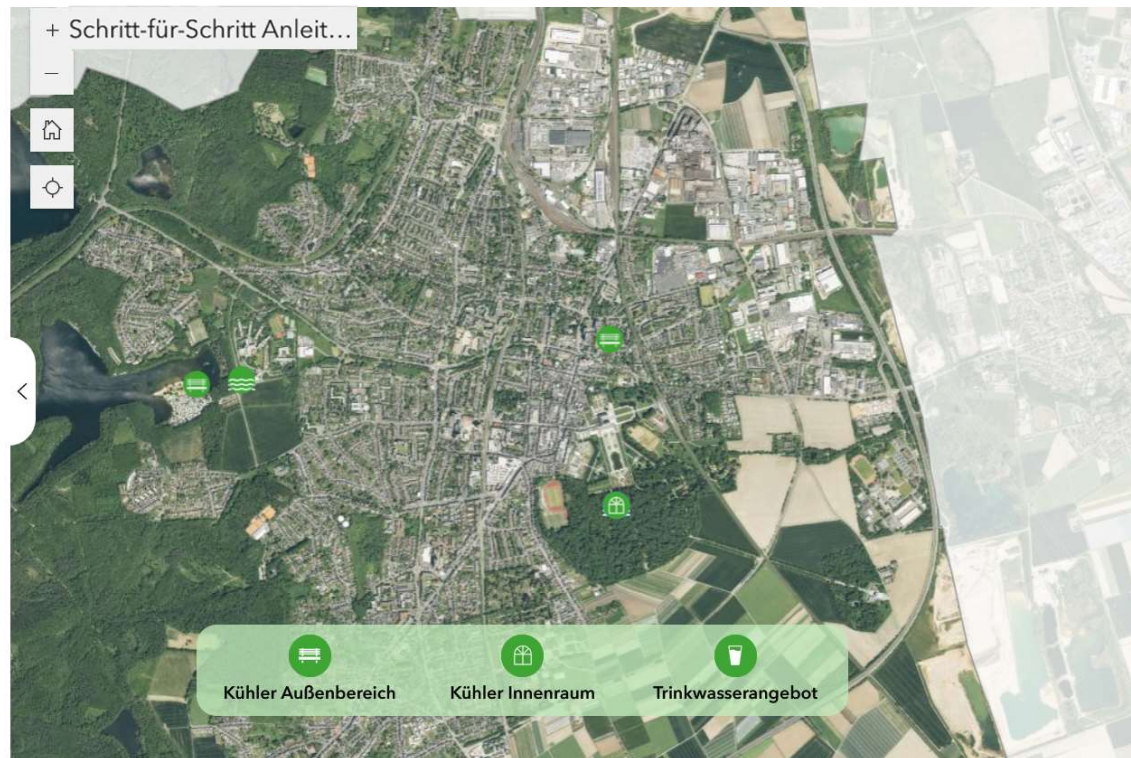 Schritt-für-Schritt Anleit...
Kühler Außenbereich
Kühler Innenraum
Trinkwasserangebot